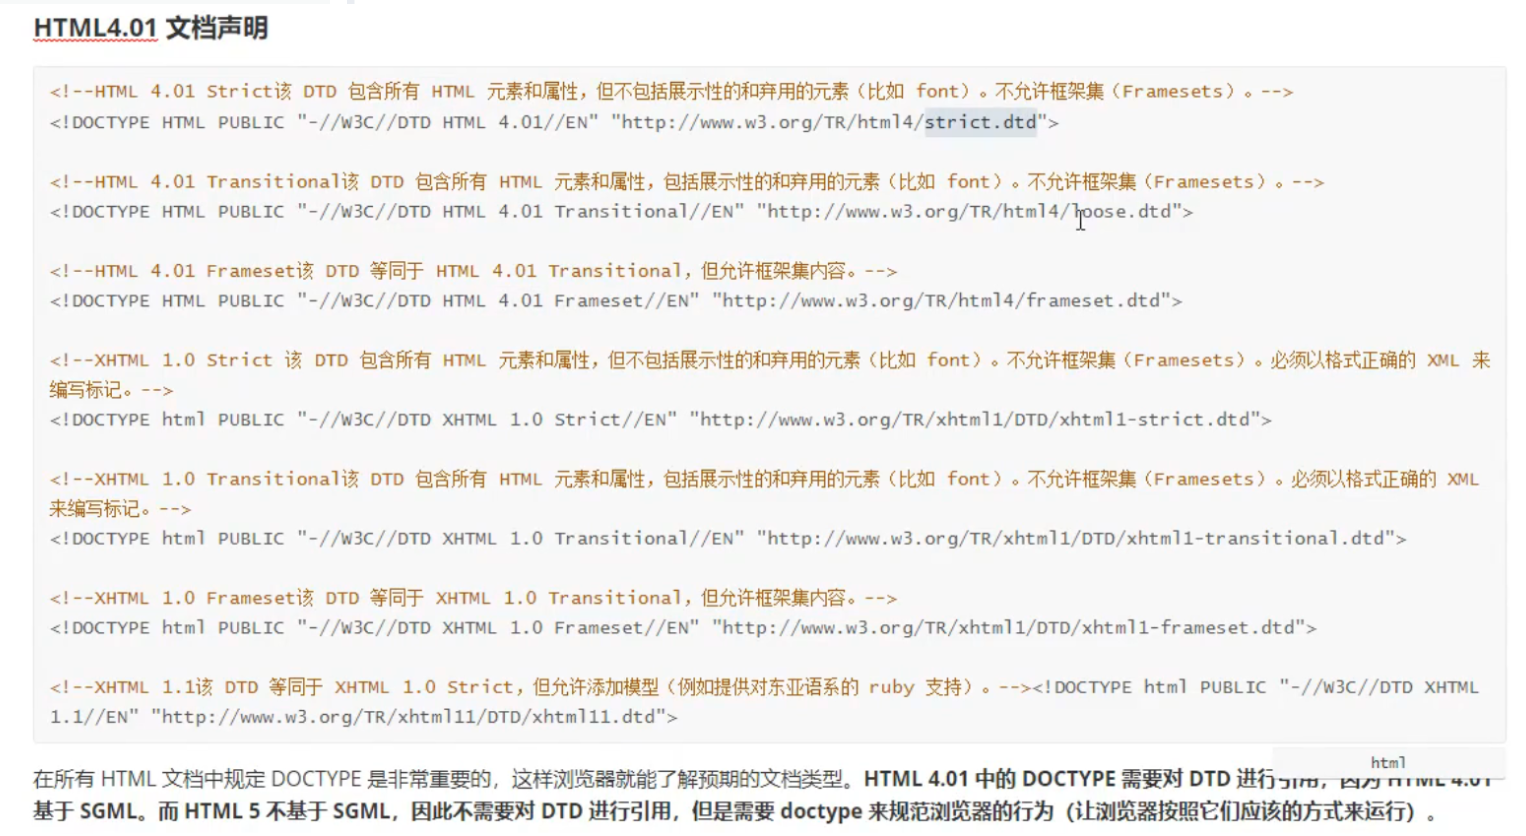 HTML4.01 文档声明
<!--HTML 4.01 Strict该 DTD 包含所有 HTML 元素和属性，但不包括展示性的和弃用的元素（比如 font）。不允许框架集（Framesets）。-->
<!DOCTYPE HTML PUBLIC "-//W3C//DTD HTML 4.01//EN" "http://www.w3.org/TR/html4/strict.dtd">
<!--HTML 4.01 Transitional该 DTD 包含所有 HTML 元素和属性，包括展示性的和弃用的元素（比如 font）。不允许框架集（Framesets）。-->
<!DOCTYPE HTML PUBLIC "-//W3C//DTD HTML 4.01 Transitional//EN" "http://www.w3.org/TR/html4/loose.dtd">
<!--HTML 4.01 Frameset该 DTD 等同于 HTML 4.01 Transitional，但允许框架集内容。-->
<!DOCTYPE HTML PUBLIC "-//W3C//DTD HTML 4.01 Frameset//EN" "http://www.w3.org/TR/html4/frameset.dtd">
<!--XHTML 1.0 Strict 该 DTD 包含所有 HTML 元素和属性，但不包括展示性的和弃用的元素（比如 font）。不允许框架集（Framesets）。必须以格式正确的 XML 来
编写标记。-->
<!DOCTYPE html PUBLIC "-//W3C//DTD XHTML 1.0 Strict//EN" "http://www.w3.org/TR/xhtml1/DTD/xhtml1-strict.dtd">
<!--XHTML 1.0 Transitional该 DTD 包含所有 HTML 元素和属性，包括展示性的和弃用的元素（比如 font）。不允许框架集（Framesets）。必须以格式正确的 XML
来编写标记。-->
<!DOCTYPE html PUBLIC "-//W3C//DTD XHTML 1.0 Transitional//EN" "http://www.w3.org/TR/xhtml1/DTD/xhtml1-transitional.dtd">
<!--XHTML 1.0 Frameset该 DTD 等同于 XHTML 1.0 Transitional，但允许框架集内容。-->
<!DOCTYPE html PUBLIC "-//W3C//DTD XHTML 1.0 Frameset//EN" "http://www.w3.org/TR/xhtml1/DTD/xhtml1-frameset.dtd">
<!--XHTML 1.1该 DTD 等同于 XHTML 1.0 Strict，但允许添加模型（例如提供对东亚语系的 ruby 支持）。--><!DOCTYPE html PUBLIC "-//W3C//DTD XHTML
1.1//EN" "http://www.w3.org/TR/xhtml11/DTD/xhtml11.dtd">
html
在所有 HTML 文档中规定 DOCTYPE 是非常重要的，这样浏览器就能了解预期的文档类型。HTML 4.01 中的 DOCTYPE 需要对 DTD 进行引用，因为 HTML 4.01
基于 SGML。而 HTML 5 不基于 SGML，因此不需要对 DTD 进行引用，但是需要 doctype 来规范浏览器的行为（让浏览器按照它们应该的方式来运行）。